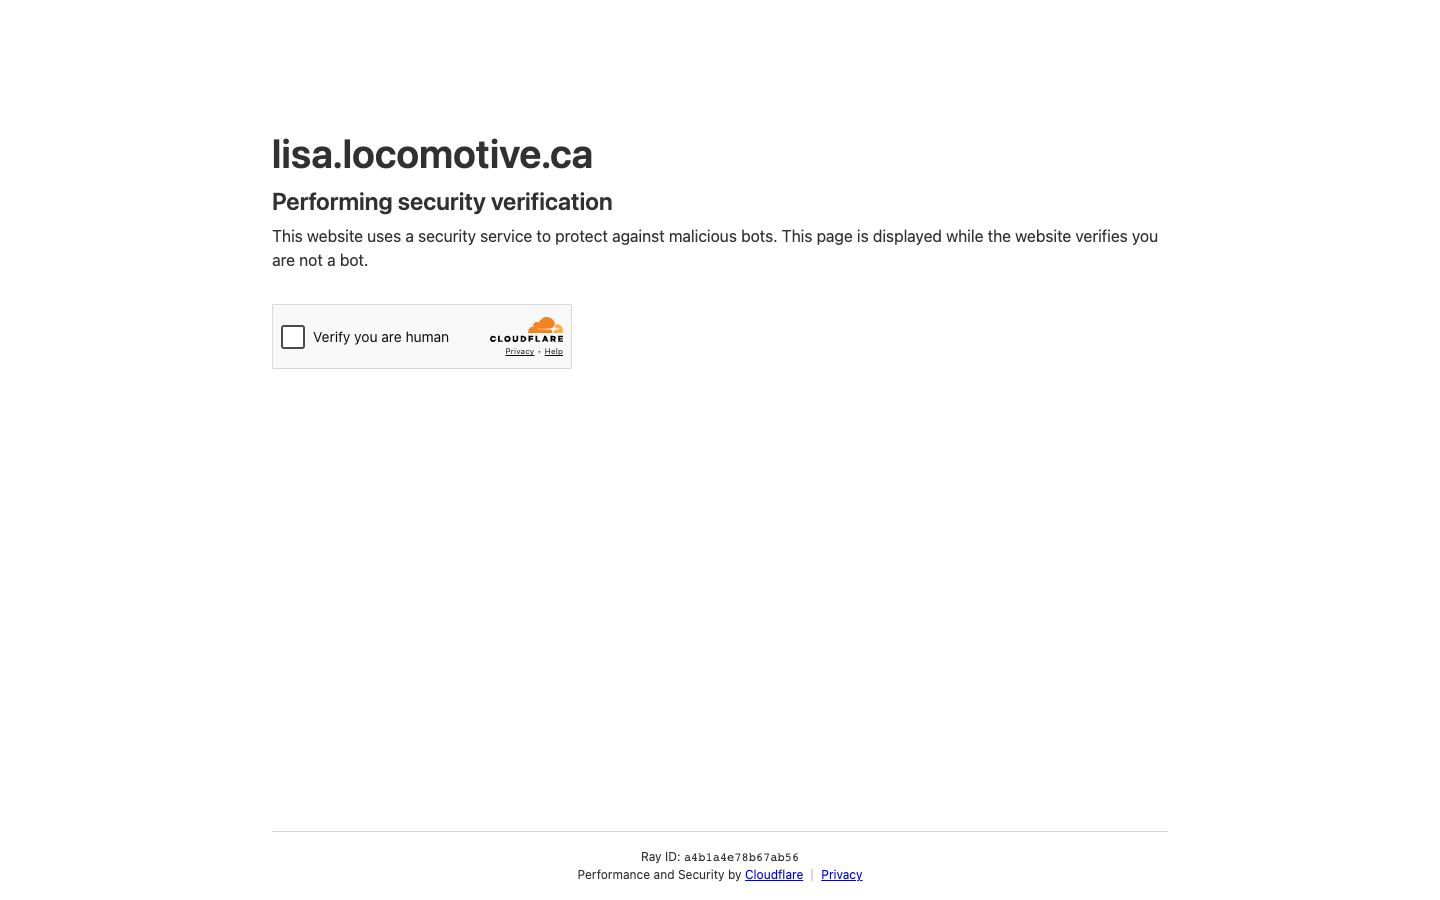 lisa.locomotive.ca
Performing security verification
This website uses a security service to protect against malicious bots. This page is displayed while the website verifies you
are not a bot.
Verify you are human
CLOUDFLARE
Privacy • Help
Ray ID: a4b1a4e78b67ab56
Performance and Security by Cloudflare | Privacy